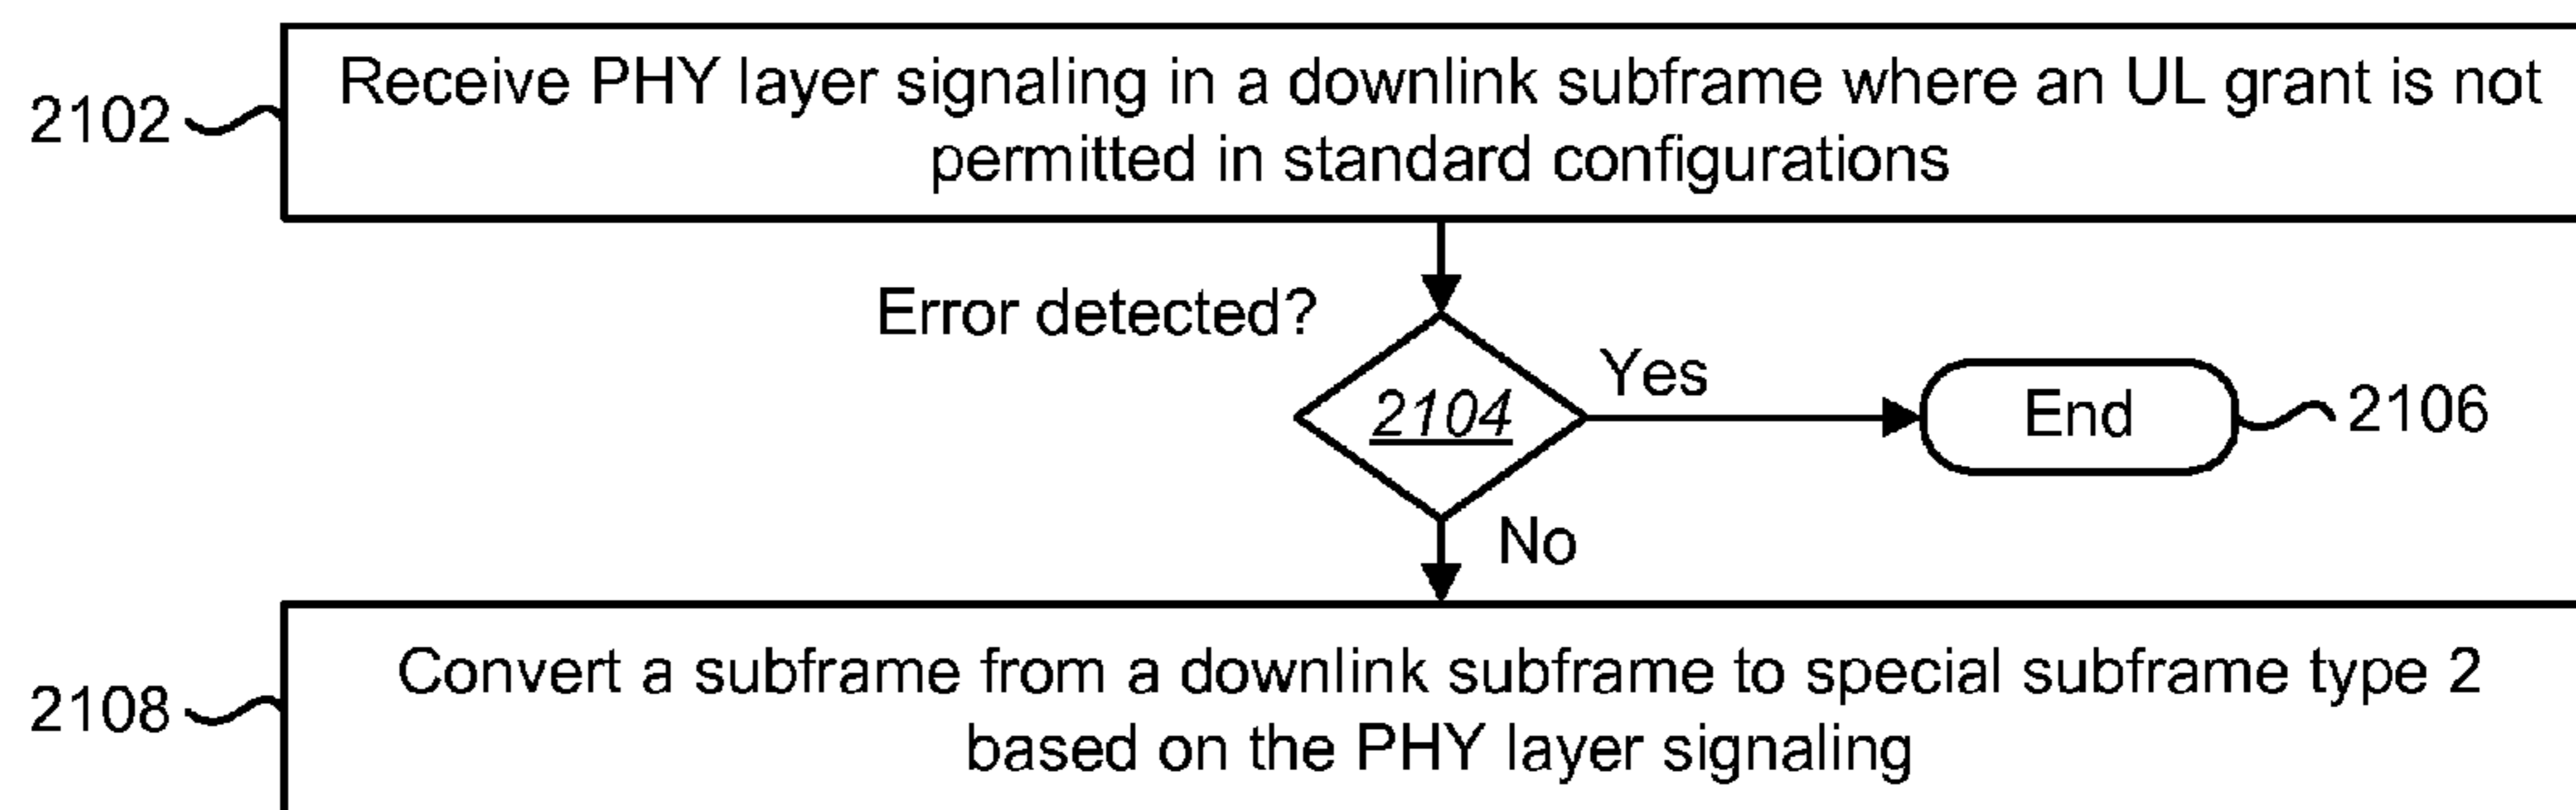 Receive PHY layer signaling in a downlink subframe where an UL grant is not
permitted in standard configurations
2102
Error detected?
Yes
2104
End
2106
No
Convert a subframe from a downlink subframe to special subframe type 2
based on the PHY layer signaling
2108